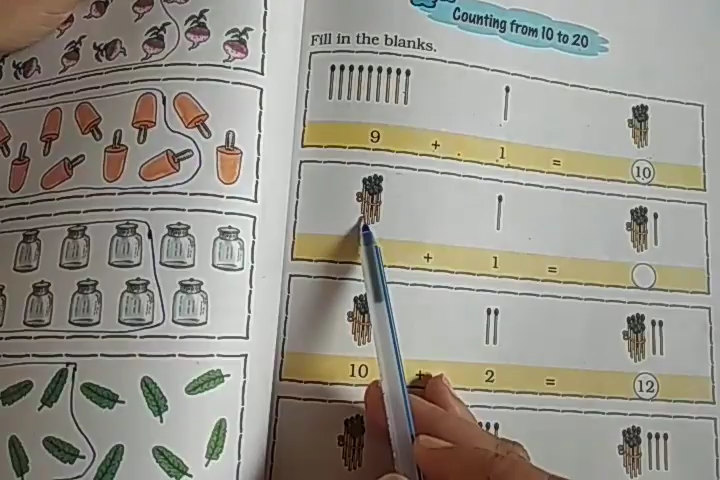 Counting from 10 to 20
Fill in the blanks.
9 + 1 = 10
+ 1 =
10 + 2 = 12